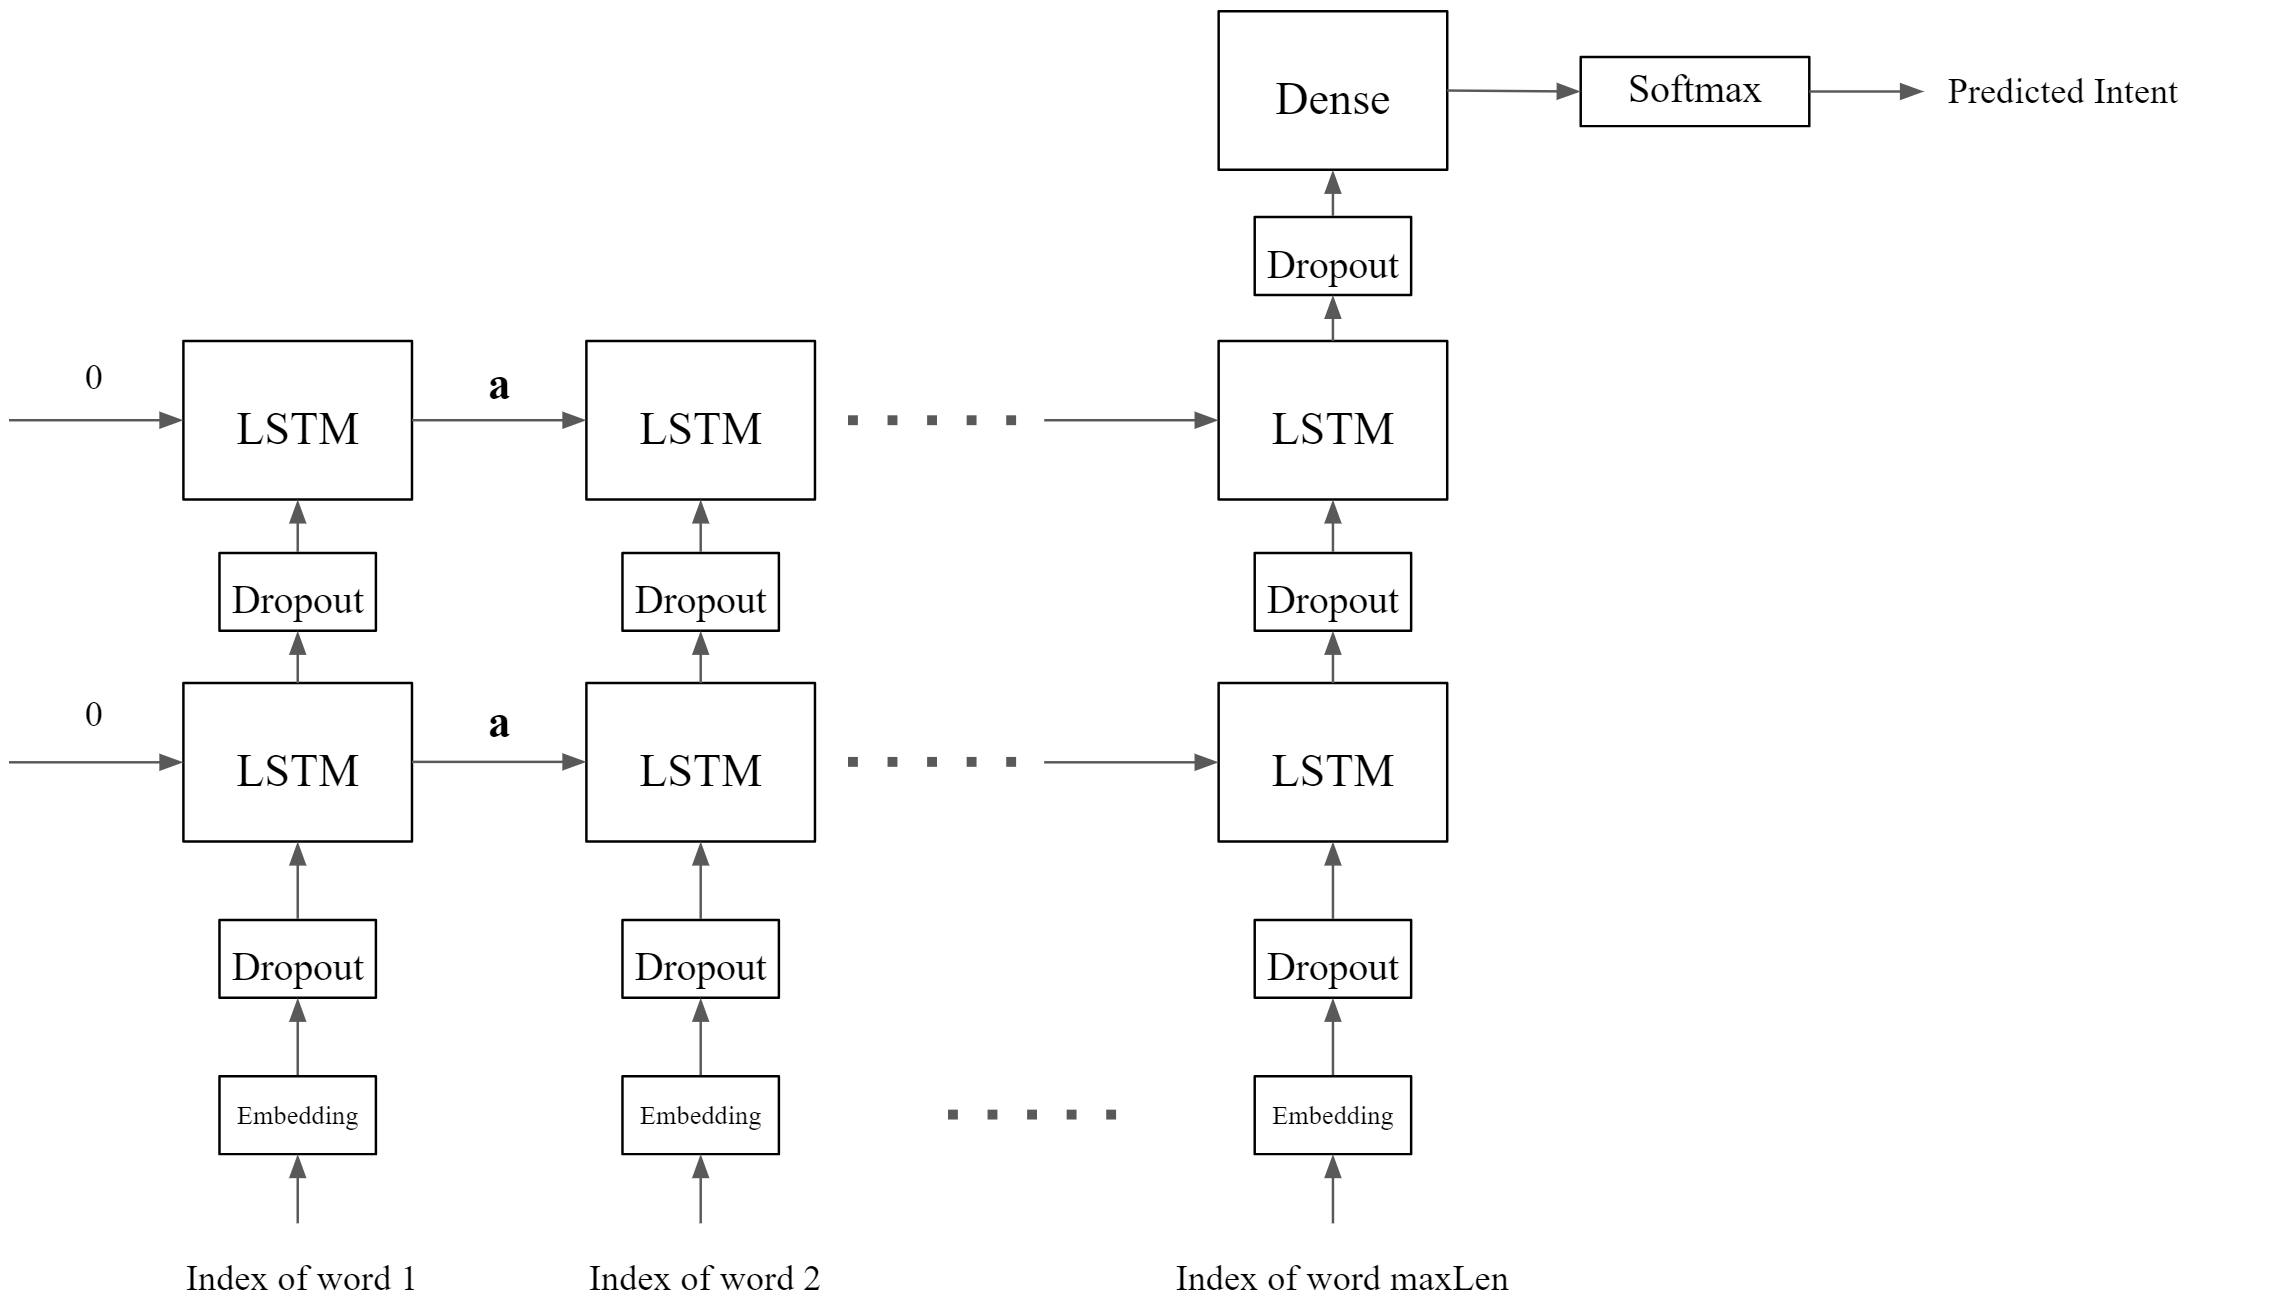 Dense
Softmax
Predicted Intent
Dropout
0
LSTM
a
LSTM
LSTM
Dropout
Dropout
Dropout
0
LSTM
a
LSTM
LSTM
Dropout
Dropout
Dropout
Embedding
Embedding
Embedding
Index of word 1
Index of word 2
Index of word maxLen